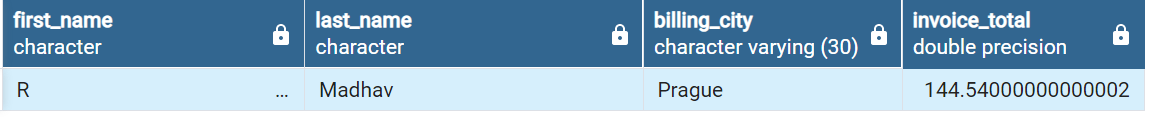 first_name last_name billing_city invoice_total
character character character varying (30) double precision
R ... Madhav Prague 144.54000000000002